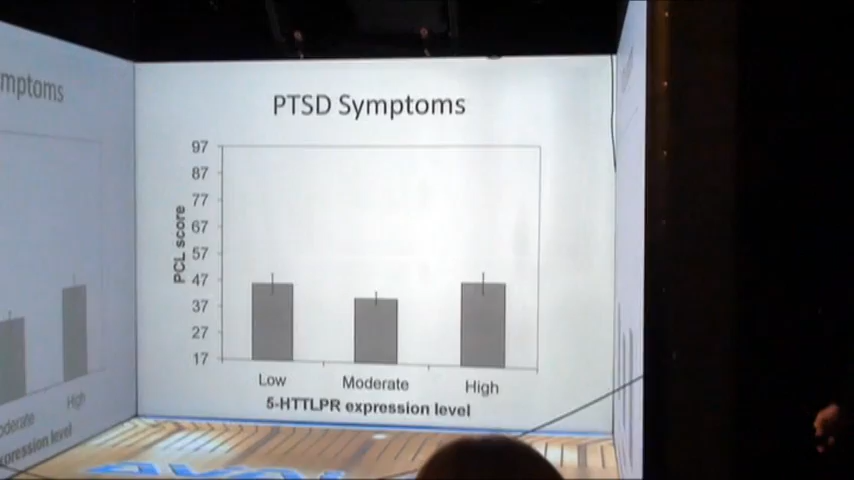 mptoms
PTSD Symptoms
97
87
77
67
57
47
37
27
17
PCL score
Low
Moderate
High
5-HTTLPR expression level
High
oderate
pression level